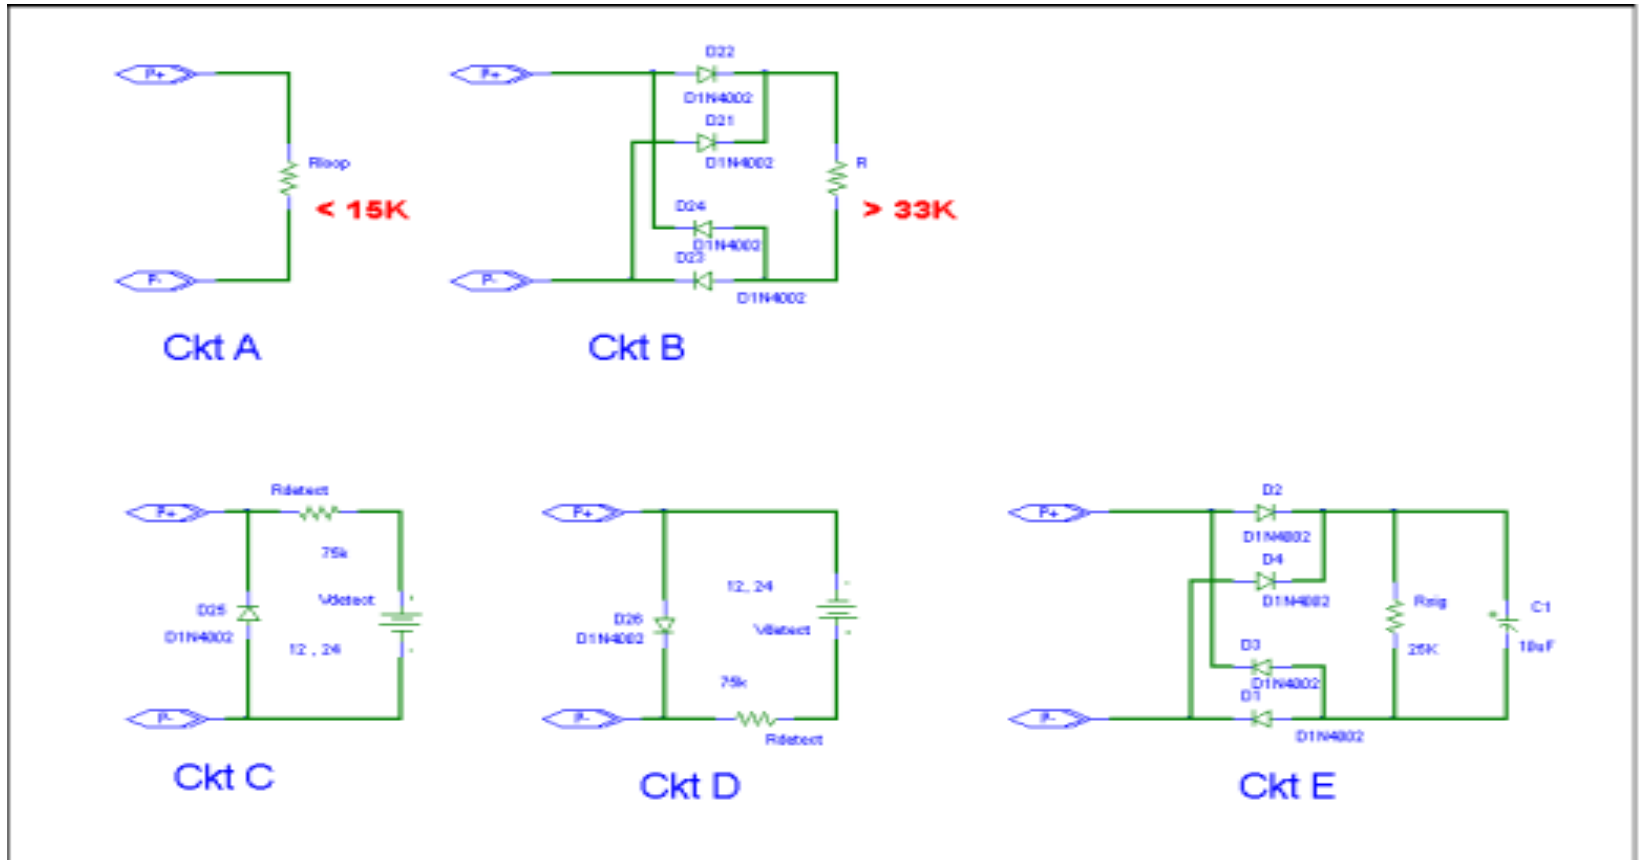 P+
Rloop
< 15K
P-
Ckt A
P+
D22
D1N4002
D21
D1N4002
D24
D1N4002
D23
D1N4002
R
> 33K
P-
Ckt B
P+
Rdetect
75k
Vdetect
12, 24
D25
D1N4002
P-
Ckt C
P+
12, 24
Vdetect
D26
D1N4002
75k
Rdetect
P-
Ckt D
P+
D2
D1N4002
D4
D1N4002
D3
D1N4002
D1
D1N4002
Rsig
25K
C1
10uF
P-
Ckt E